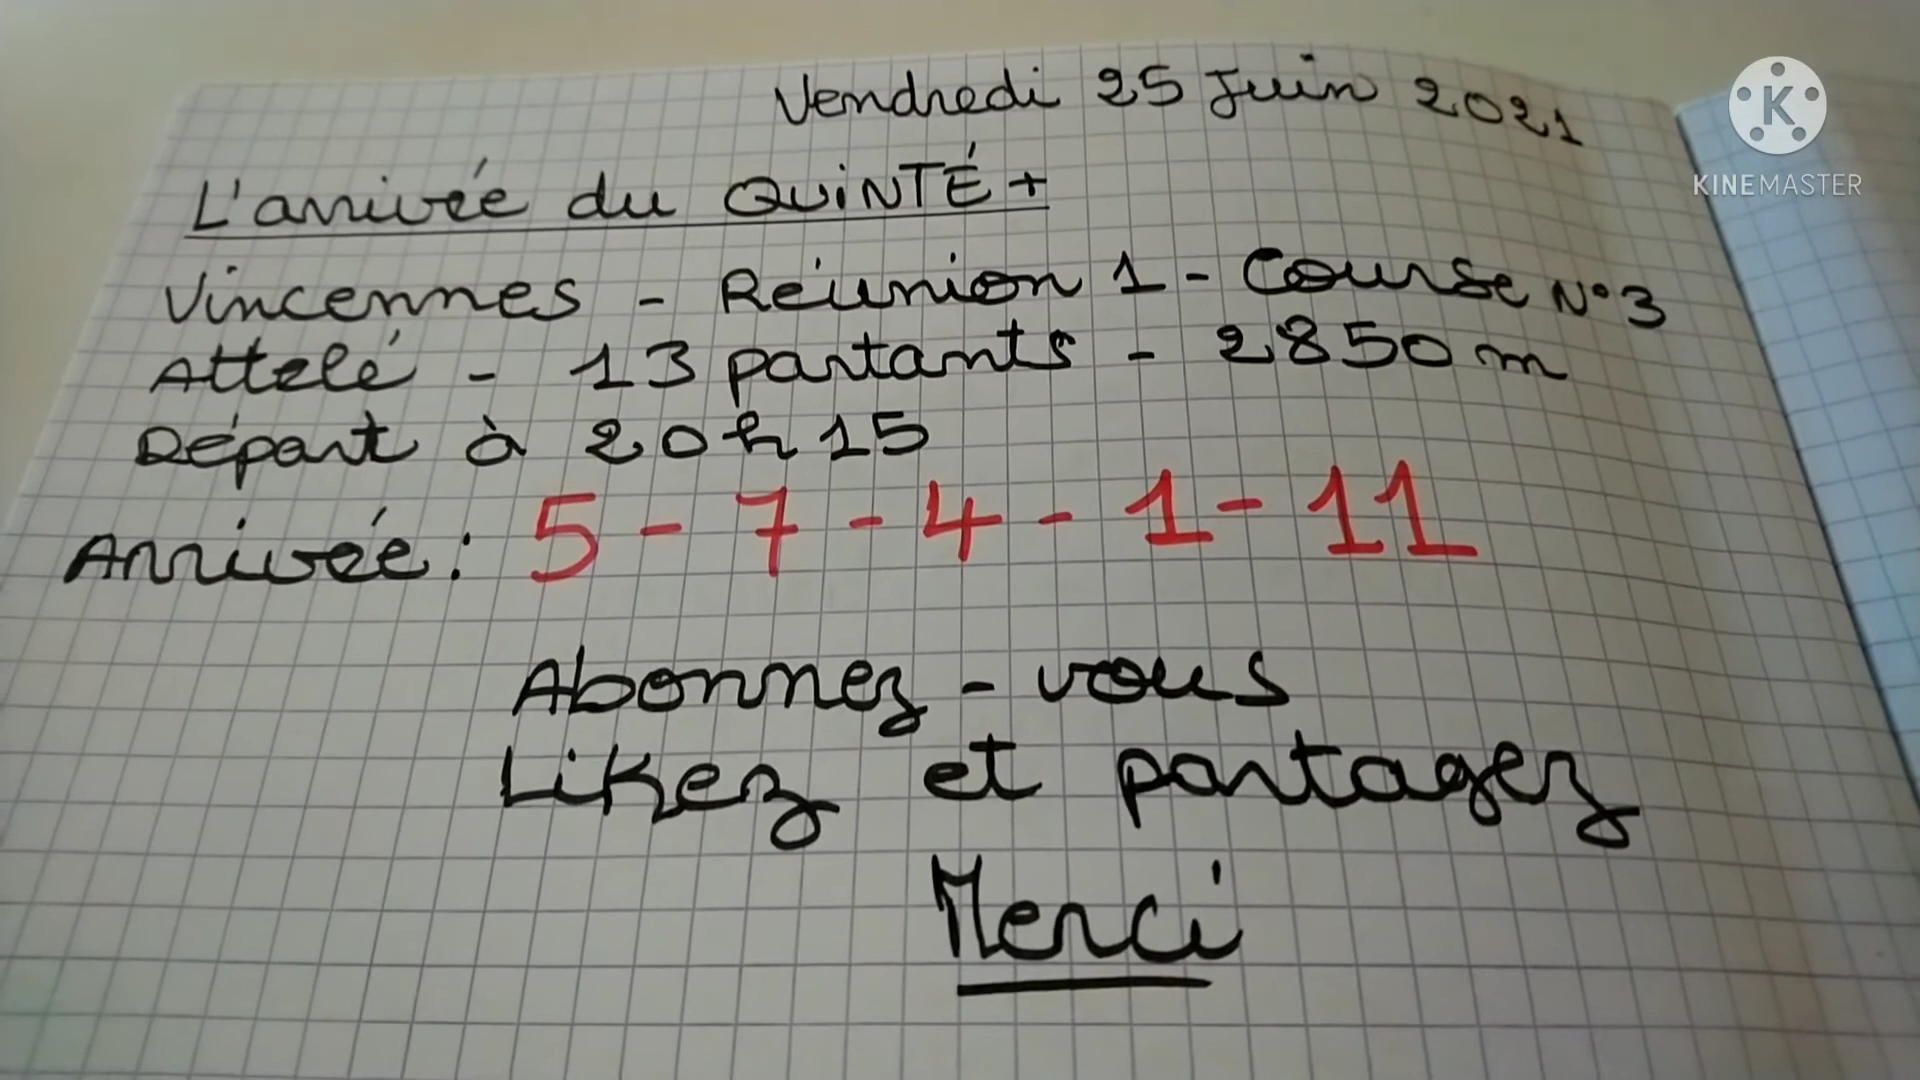 Vendredi 25 Juin 2021
L'arrivée du QUINTÉ +
Vincennes - Réunion 1 - Course N° 3
Attelé - 13 partants - 2850 m
Départ à 20h15
Arrivée : 5 - 7 - 4 - 1 - 11
Abonnez-vous
Likez et partagez
Merci
K
KINEMASTER